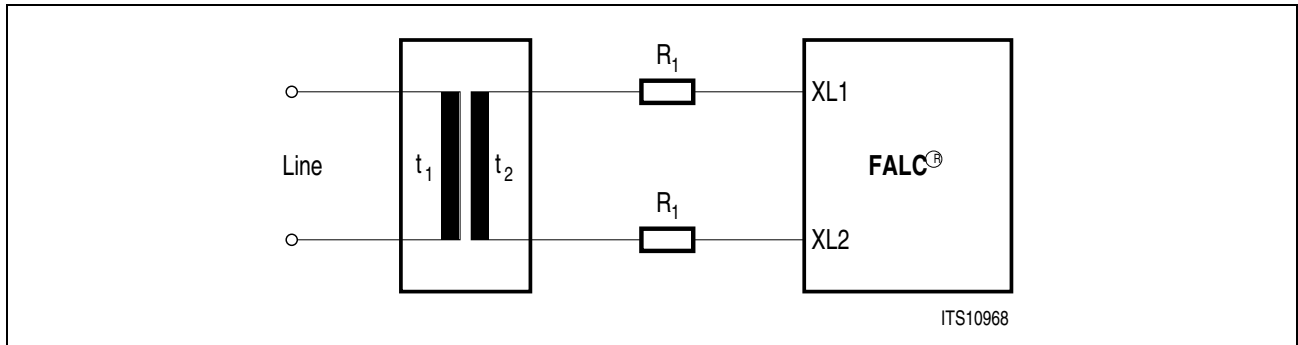 R1
XL1
Line
t1
t2
FALC®
R1
XL2
ITS10968